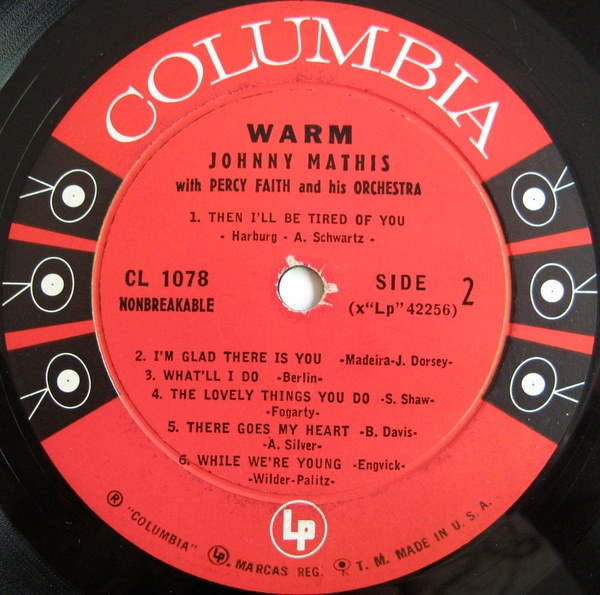 COLUMBIA
WARM
JOHNNY MATHIS
with PERCY FAITH and his ORCHESTRA
1. THEN I'LL BE TIRED OF YOU
- Harburg - A. Schwartz -
CL 1078
NONBREAKABLE
SIDE 2
(x"Lp" 42256)
2. I'M GLAD THERE IS YOU -Madeira-J. Dorsey-
3. WHAT'LL I DO -Berlin-
4. THE LOVELY THINGS YOU DO -S. Shaw-
-Fogarty-
5. THERE GOES MY HEART -B. Davis-
-A. Silver-
6. WHILE WE'RE YOUNG -Engvick-
-Wilder-Palitz-
Lp
® "COLUMBIA" Lp MARCAS REG. T. M. MADE IN U. S. A.